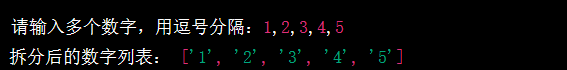 请输入多个数字，用逗号分隔：1,2,3,4,5
拆分后的数字列表： ['1', '2', '3', '4', '5']